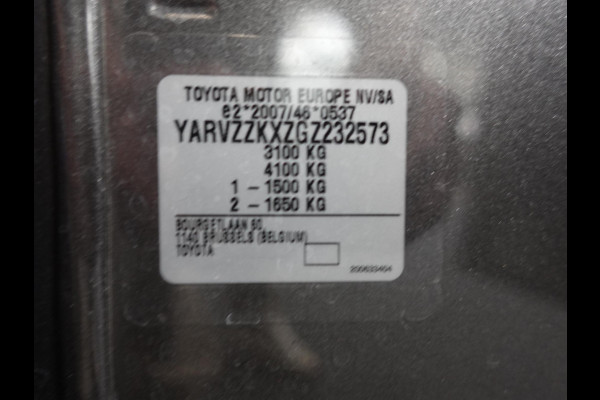 TOYOTA MOTOR EUROPE NV/SA
e2*2007/46*0537
YARVZZKXZGZ232573
3100 KG
4100 KG
1 - 1500 KG
2 - 1650 KG
BOURGETLAAN 60
1140 BRUSSELS (BELGIUM)
TOYOTA
200633404